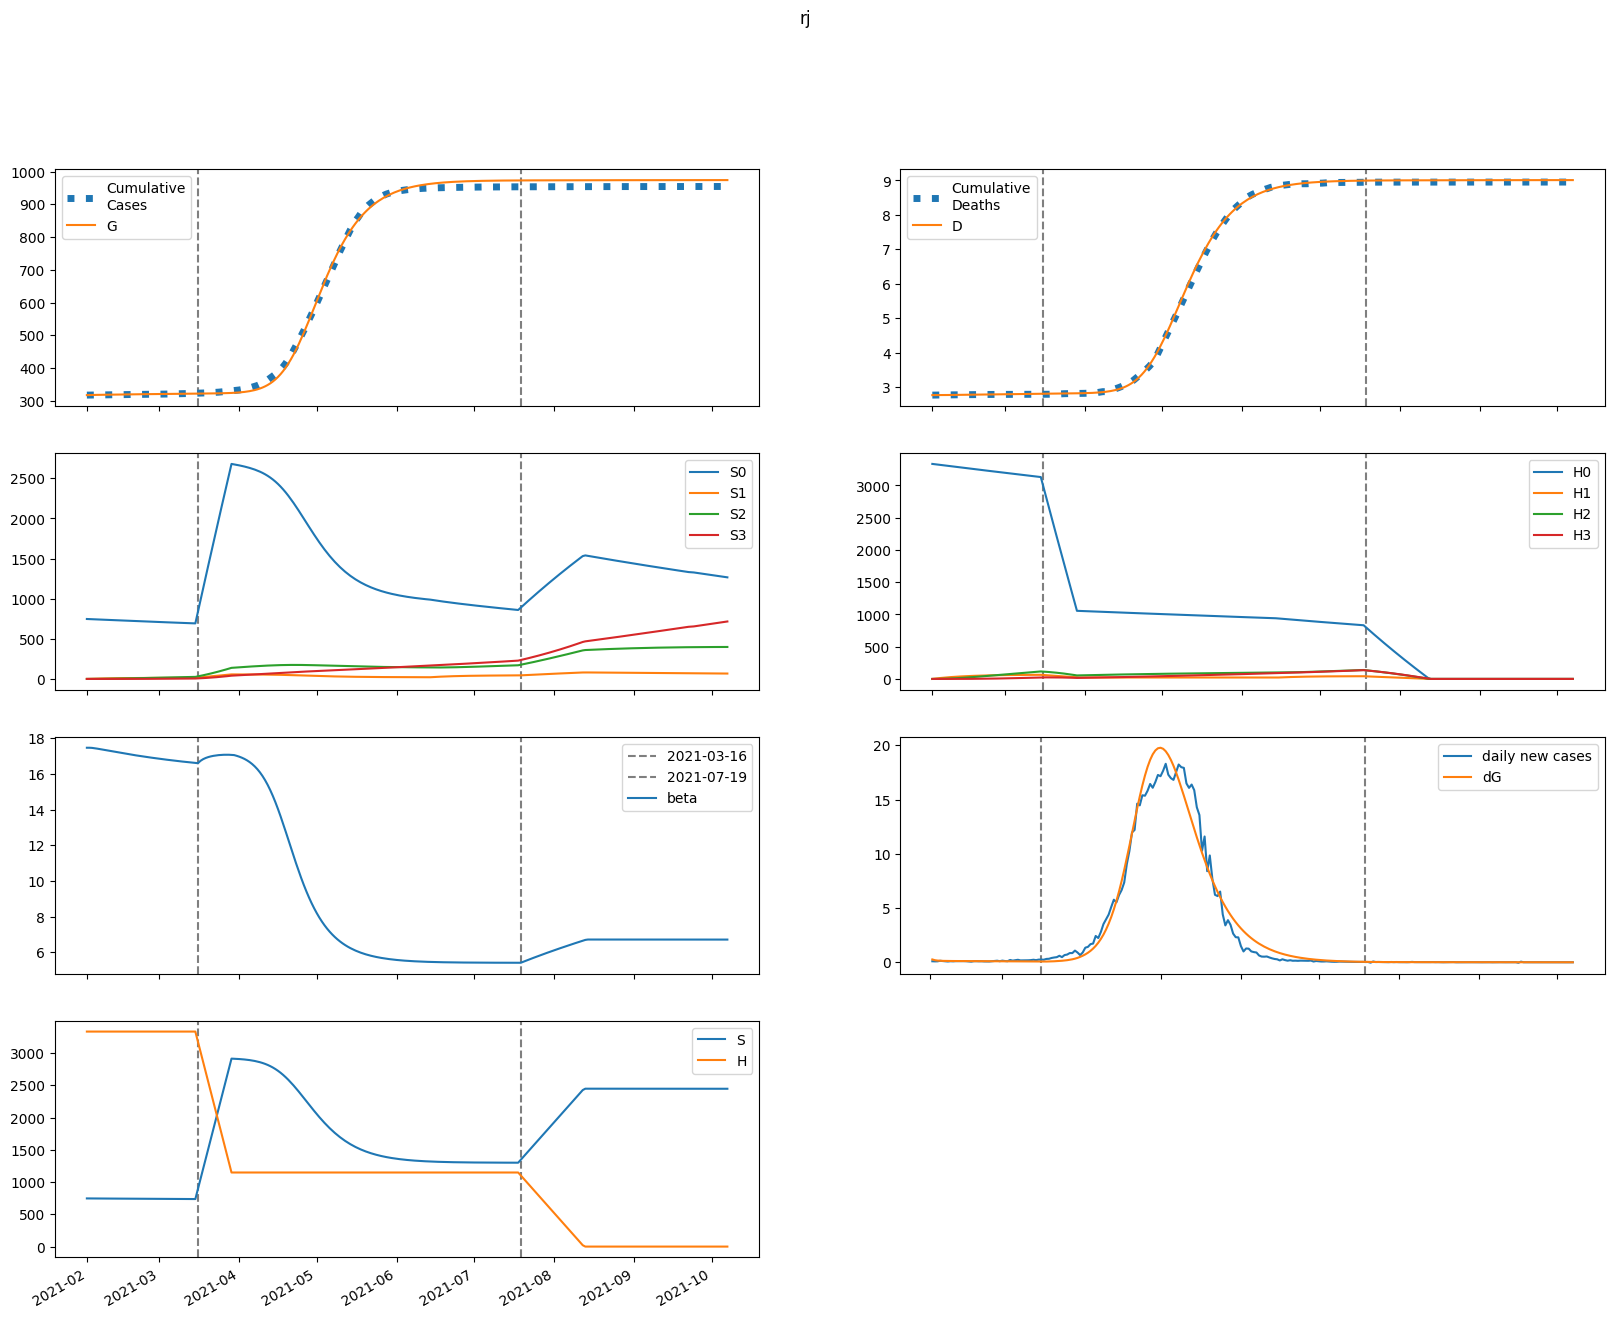 rj
1000
900
800
700
600
500
400
300
Cumulative
Cases
G
9
8
7
6
5
4
3
Cumulative
Deaths
D
2500
2000
1500
1000
500
0
S0
S1
S2
S3
3000
2500
2000
1500
1000
500
0
H0
H1
H2
H3
18
16
14
12
10
8
6
2021-03-16
2021-07-19
beta
20
15
10
5
0
daily new cases
dG
3000
2500
2000
1500
1000
500
0
S
H
2021-02
2021-03
2021-04
2021-05
2021-06
2021-07
2021-08
2021-09
2021-10